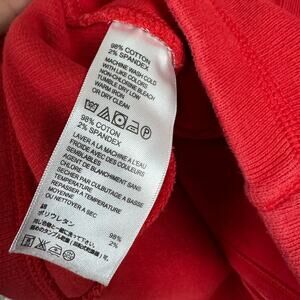 98% COTTON
2% SPANDEX
MACHINE WASH COLD
WITH LIKE COLORS
NON-CHLORINE BLEACH
TUMBLE DRY LOW
WARM IRON
OR DRY CLEAN
98% COTON
2% SPANDEX
LAVER A LA MACHINE A L'EAU
FROIDE AVEC DES COULEURS
SEMBLABLES
AGENT DE BLANCHIMENT SANS
CHLORE
SECHER PAR CULBUTAGE A BASSE
TEMPERATURE
REPASSER A TEMPERATURE
MOYENNE
OU NETTOYER A SEC
綿 98%
ポリウレタン 2%